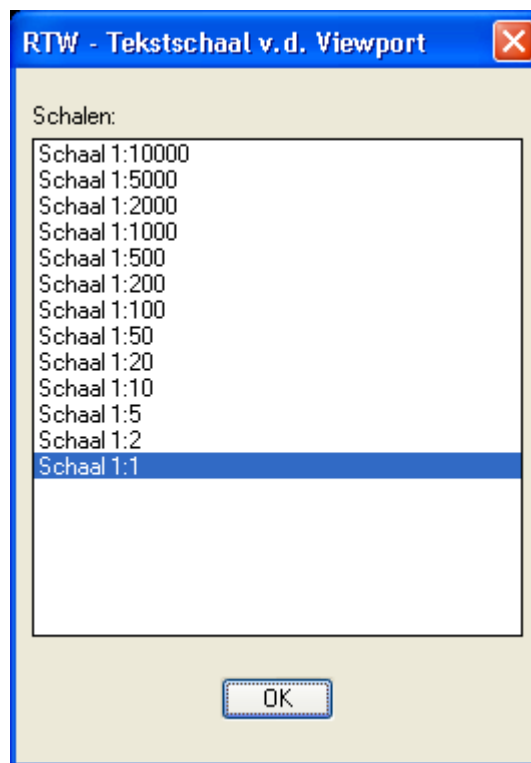 RTW - Tekstschaal v.d. Viewport
Schalen:
Schaal 1:10000
Schaal 1:5000
Schaal 1:2000
Schaal 1:1000
Schaal 1:500
Schaal 1:200
Schaal 1:100
Schaal 1:50
Schaal 1:20
Schaal 1:10
Schaal 1:5
Schaal 1:2
Schaal 1:1
OK